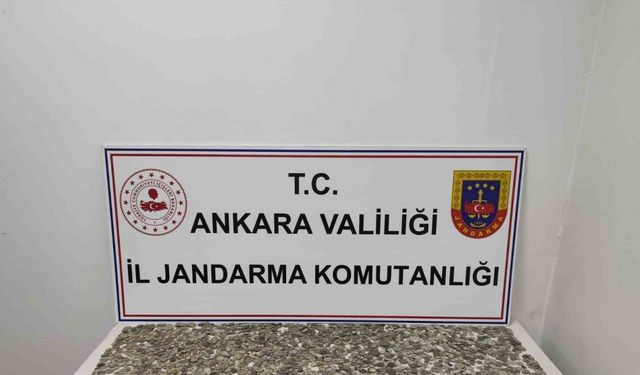 T.C.
ANKARA VALİLİĞİ
İL JANDARMA KOMUTANLIĞI
JANDARMA